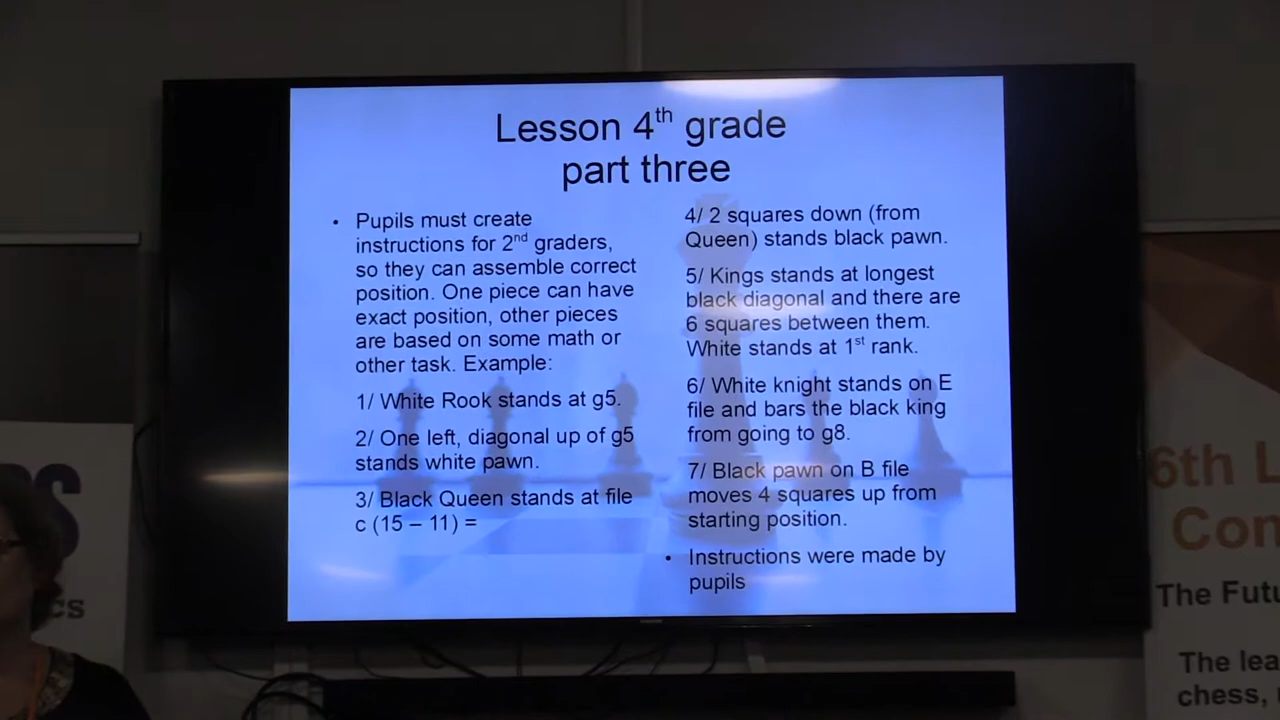 Lesson 4th grade
part three
• Pupils must create
instructions for 2nd graders,
so they can assemble correct
position. One piece can have
exact position, other pieces
are based on some math or
other task. Example:
1/ White Rook stands at g5.
2/ One left, diagonal up of g5
stands white pawn.
3/ Black Queen stands at file
c (15 – 11) =
4/ 2 squares down (from
Queen) stands black pawn.
5/ Kings stands at longest
black diagonal and there are
6 squares between them.
White stands at 1st rank.
6/ White knight stands on E
file and bars the black king
from going to g8.
7/ Black pawn on B file
moves 4 squares up from
starting position.
• Instructions were made by
pupils
6th
The
The
chess,